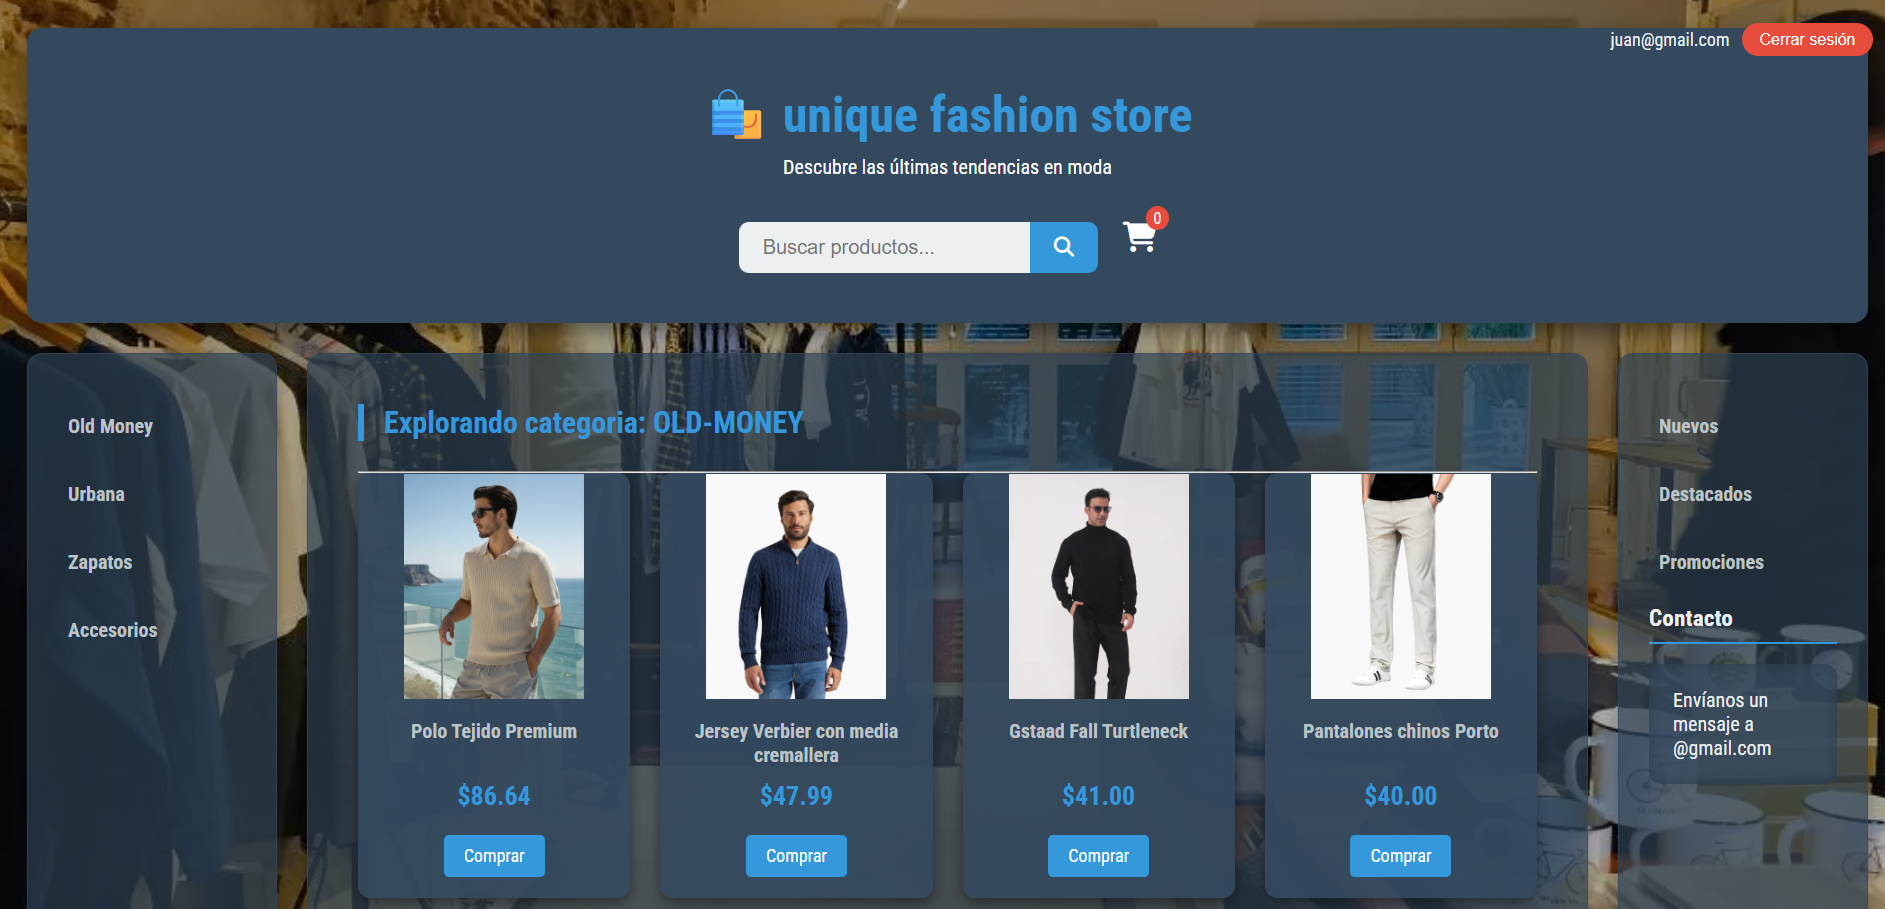 juan@gmail.com
Cerrar sesión
unique fashion store
Descubre las últimas tendencias en moda
Buscar productos...
0
Old Money
Urbana
Zapatos
Accesorios
Explorando categoria: OLD-MONEY
Polo Tejido Premium
$86.64
Comprar
Jersey Verbier con media
cremallera
$47.99
Comprar
Gstaad Fall Turtleneck
$41.00
Comprar
Pantalones chinos Porto
$40.00
Comprar
Nuevos
Destacados
Promociones
Contacto
Envíanos un
mensaje a
@gmail.com